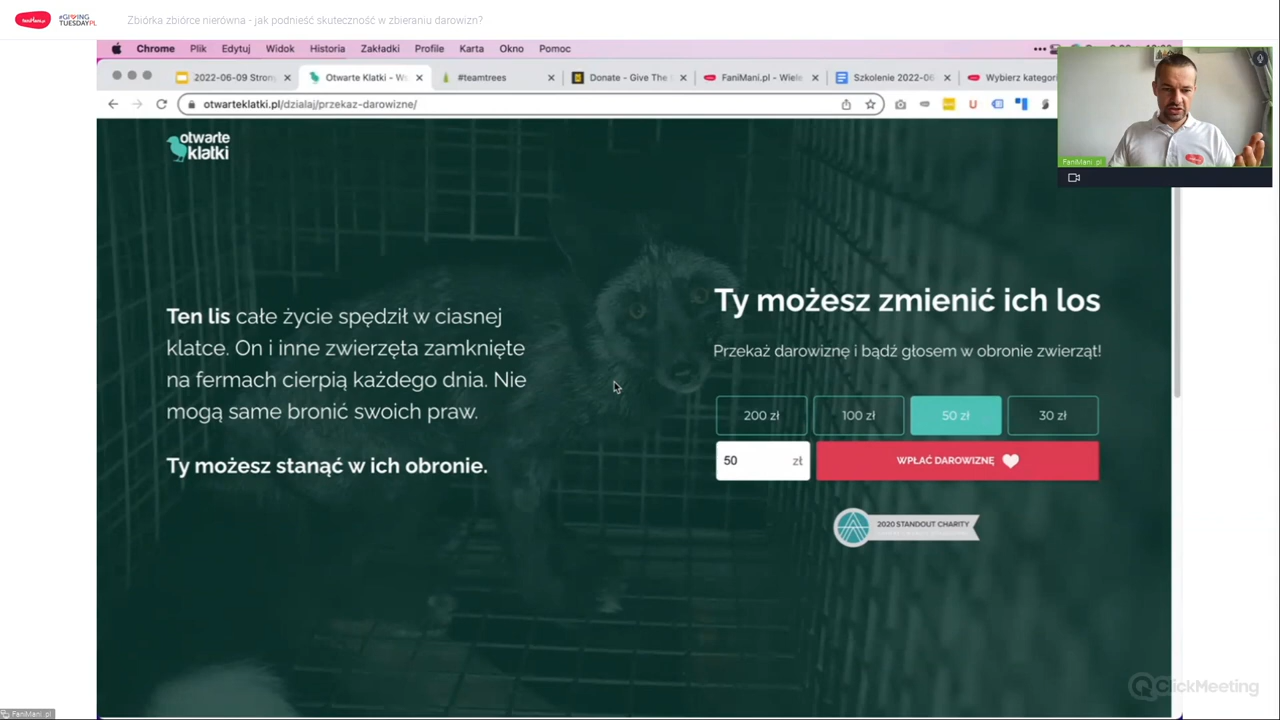 FaniMani.pl
#GIVING
TUESDAYPL
Zbiórka zbiórce nierówna - jak podnieść skuteczność w zbieraniu darowizn?
Chrome Plik Edytuj Widok Historia Zakładki Profile Karta Okno Pomoc
2022-06-09 Stron
Otwarte Klatki - W
#teamtrees
Donate - Give The
FaniMani.pl - Wiele
Szkolenie 2022-06
Wybierz kategori
otwarteklatki.pl/dzialaj/przekaz-darowizne/
FaniMani .pl
otwarte
klatki
Ten lis całe życie spędził w ciasnej
klatce. On i inne zwierzęta zamknięte
na fermach cierpią każdego dnia. Nie
mogą same bronić swoich praw.
Ty możesz stanąć w ich obronie.
Ty możesz zmienić ich los
Przekaż darowiznę i bądź głosem w obronie zwierząt!
200 zł 100 zł 50 zł 30 zł
50 zł WPŁAĆ DAROWIZNĘ
2020 STANDOUT CHARITY
ClickMeeting
FaniMani .pl